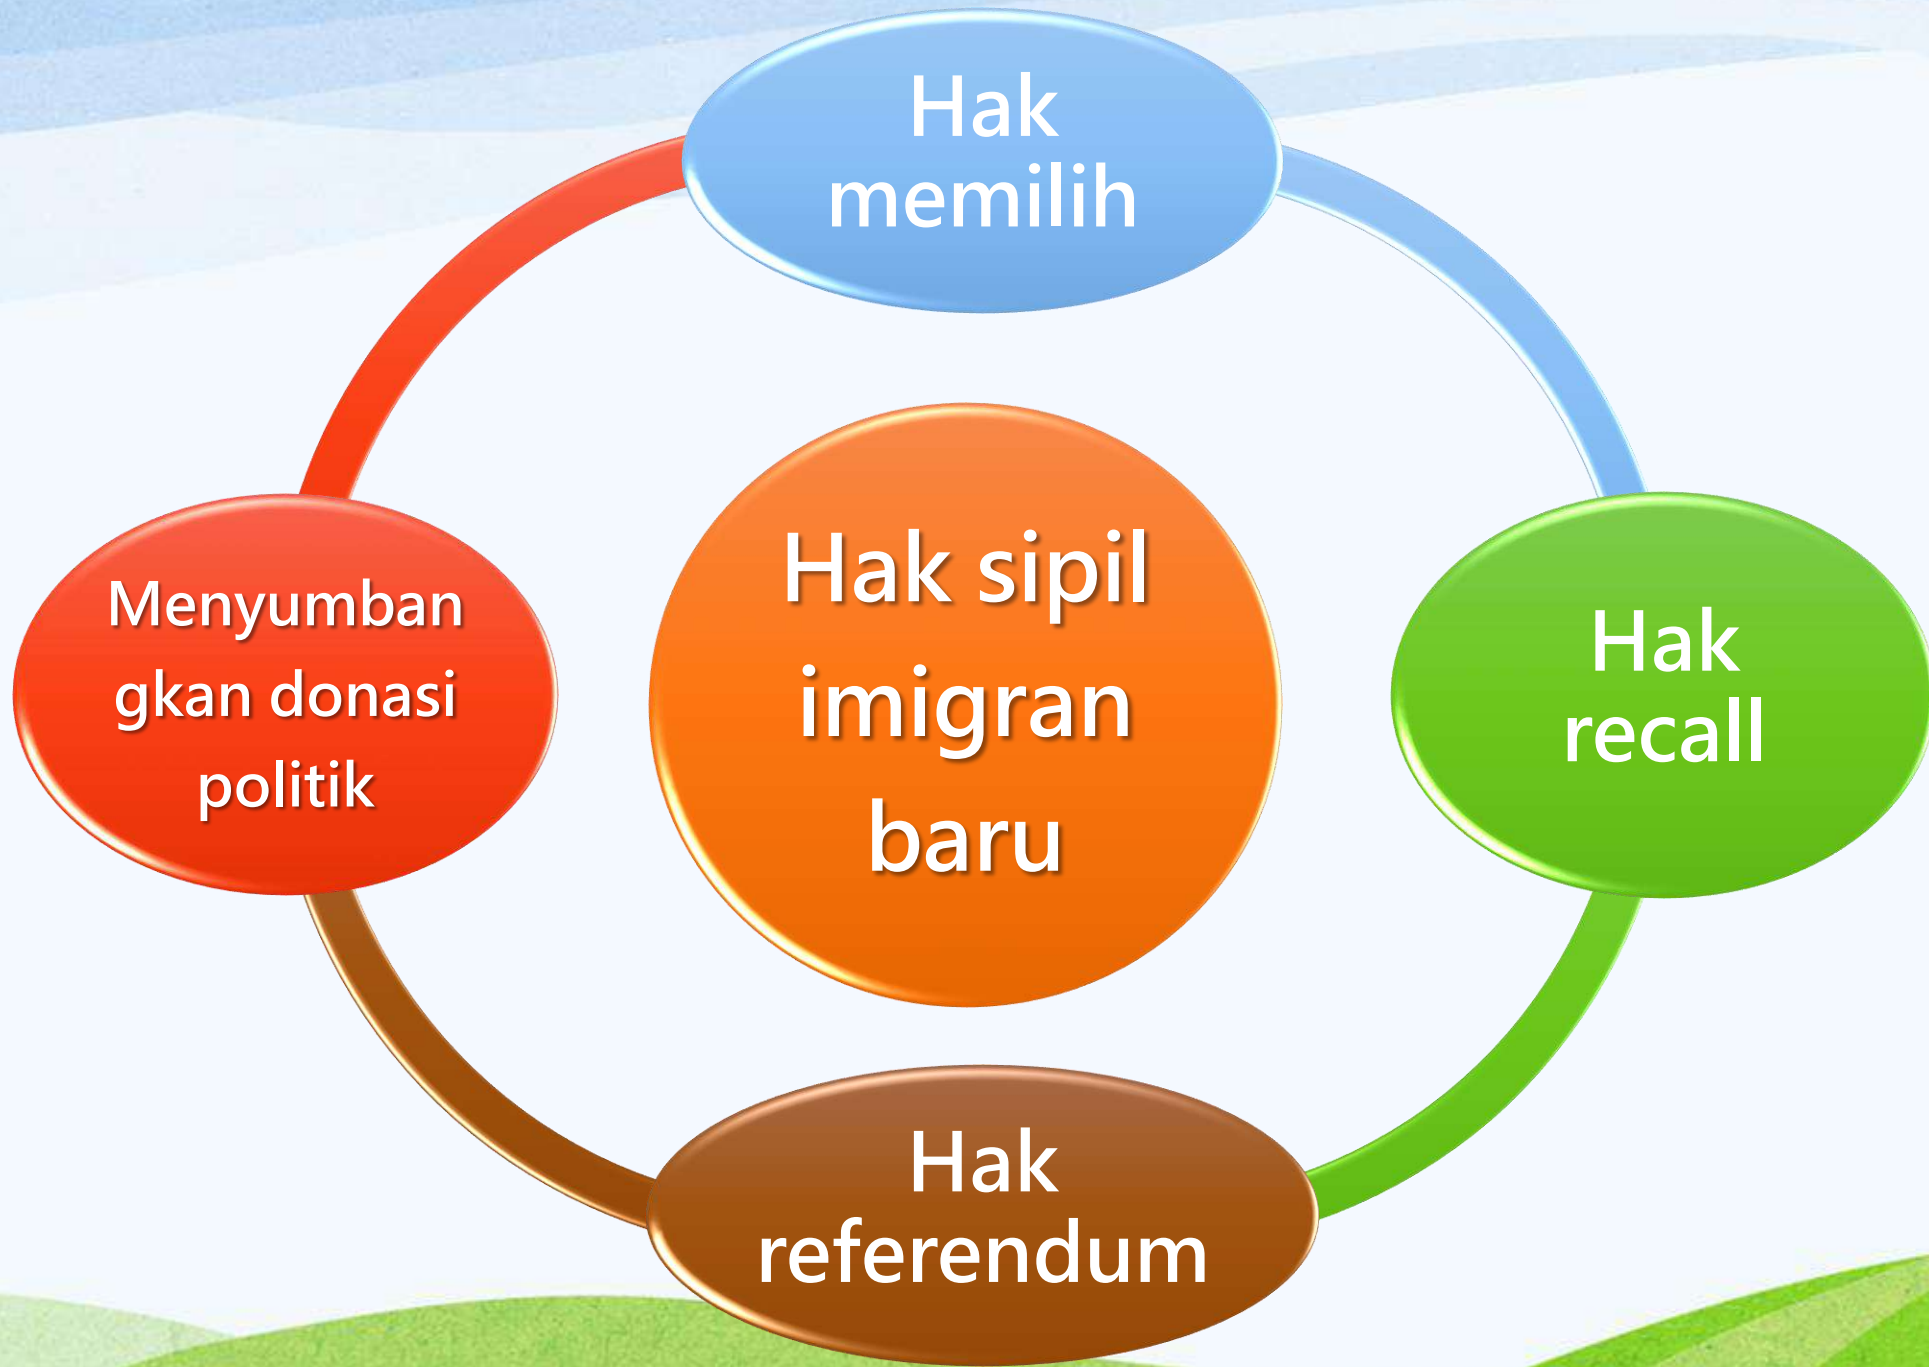 Hak
memilih
Menyumban
gkan donasi
politik
Hak sipil
imigran
baru
Hak
recall
Hak
referendum